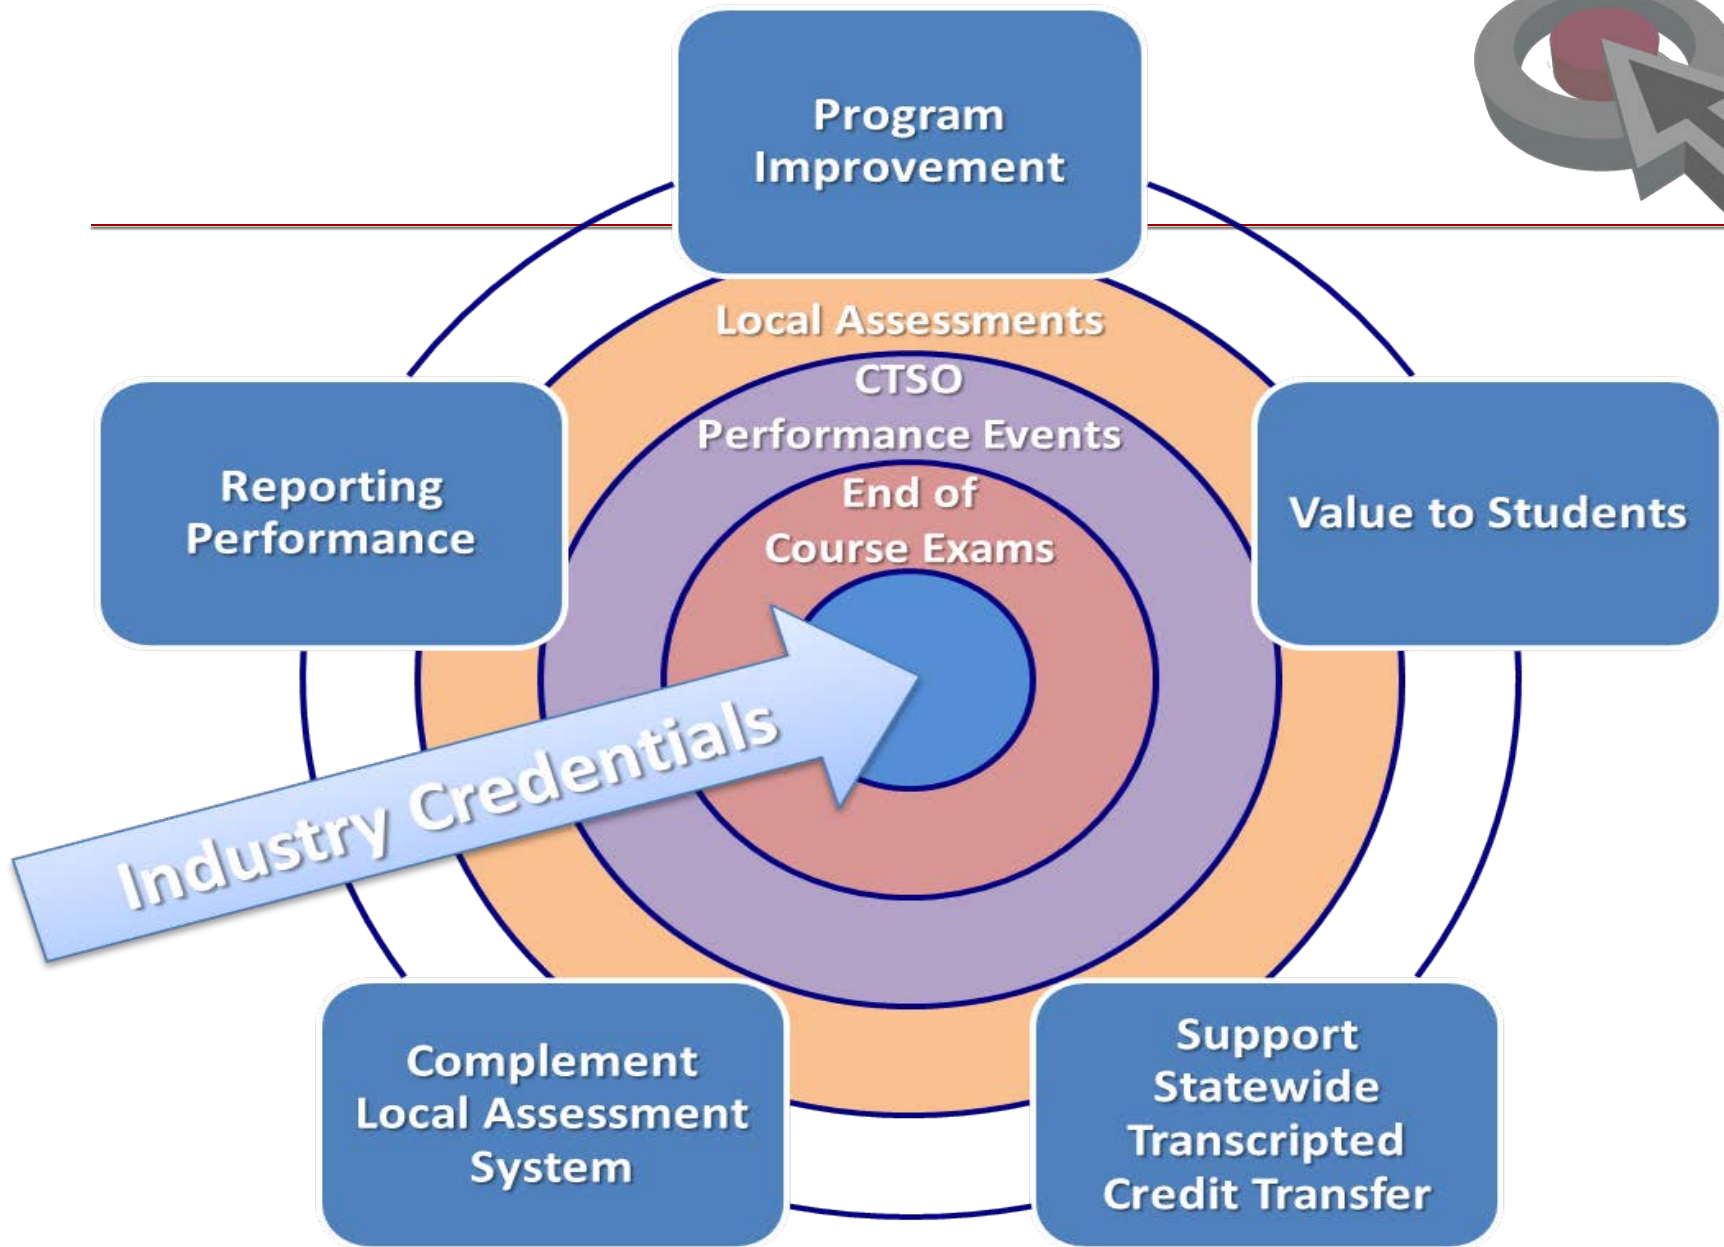 Program
Improvement
Local Assessments
CTSO
Performance Events
End of
Course Exams
Reporting
Performance
Value to Students
Industry Credentials
Complement
Local Assessment
System
Support
Statewide
Transcripted
Credit Transfer